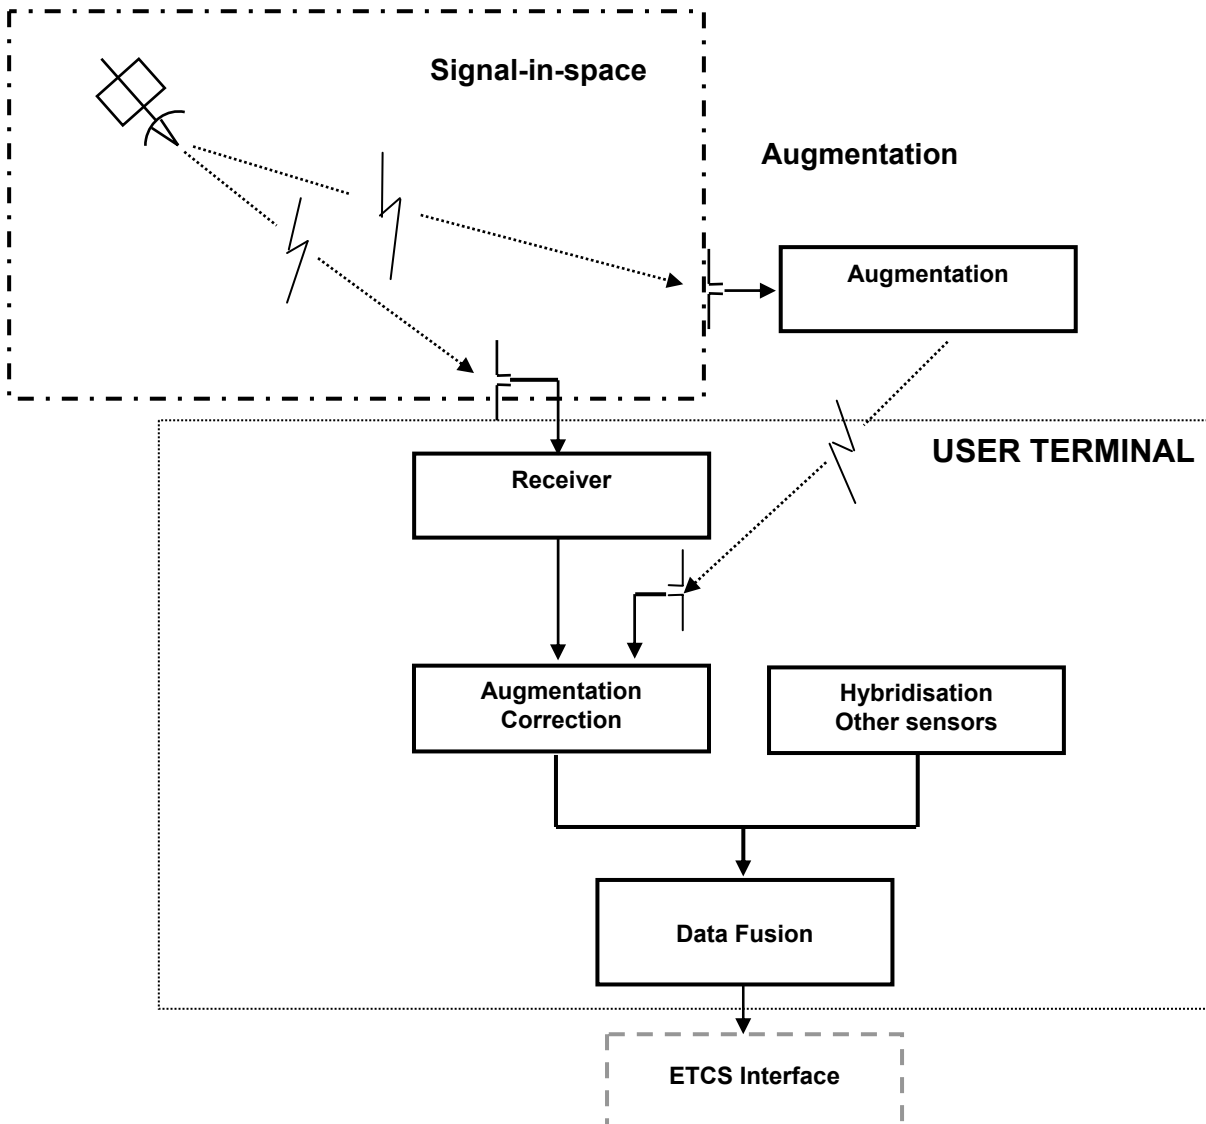 Signal-in-space
Augmentation
Augmentation
USER TERMINAL
Receiver
Augmentation
Correction
Hybridisation
Other sensors
Data Fusion
ETCS Interface